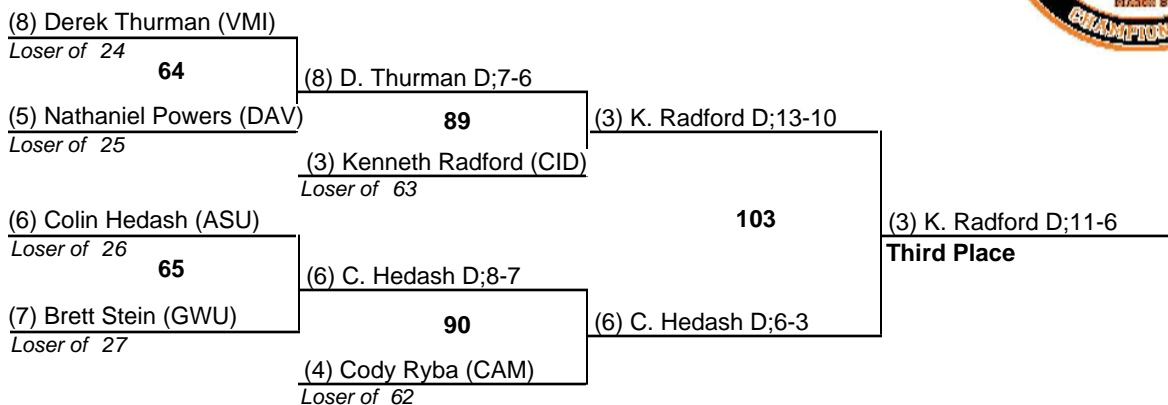 (8) Derek Thurman (VMI)
Loser of 24
64
(8) D. Thurman D;7-6
(5) Nathaniel Powers (DAV)
Loser of 25
89
(3) K. Radford D;13-10
(3) Kenneth Radford (CID)
Loser of 63
(6) Colin Hedash (ASU)
Loser of 26
65
103
(3) K. Radford D;11-6
Third Place
(6) C. Hedash D;8-7
(7) Brett Stein (GWU)
Loser of 27
90
(6) C. Hedash D;6-3
(4) Cody Ryba (CAM)
Loser of 62